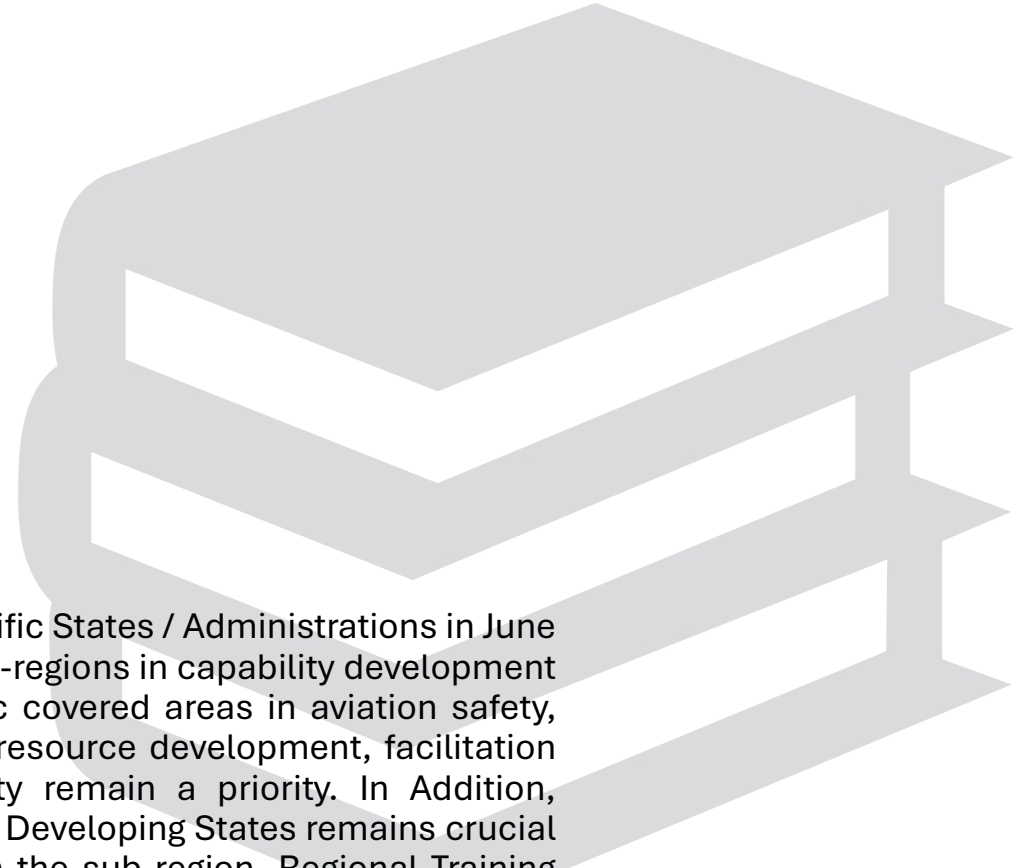 ific States / Administrations in June
-regions in capability development
c covered areas in aviation safety,
resource development, facilitation
ty remain a priority. In Addition,
Developing States remains crucial
the sub-region. Regional Training